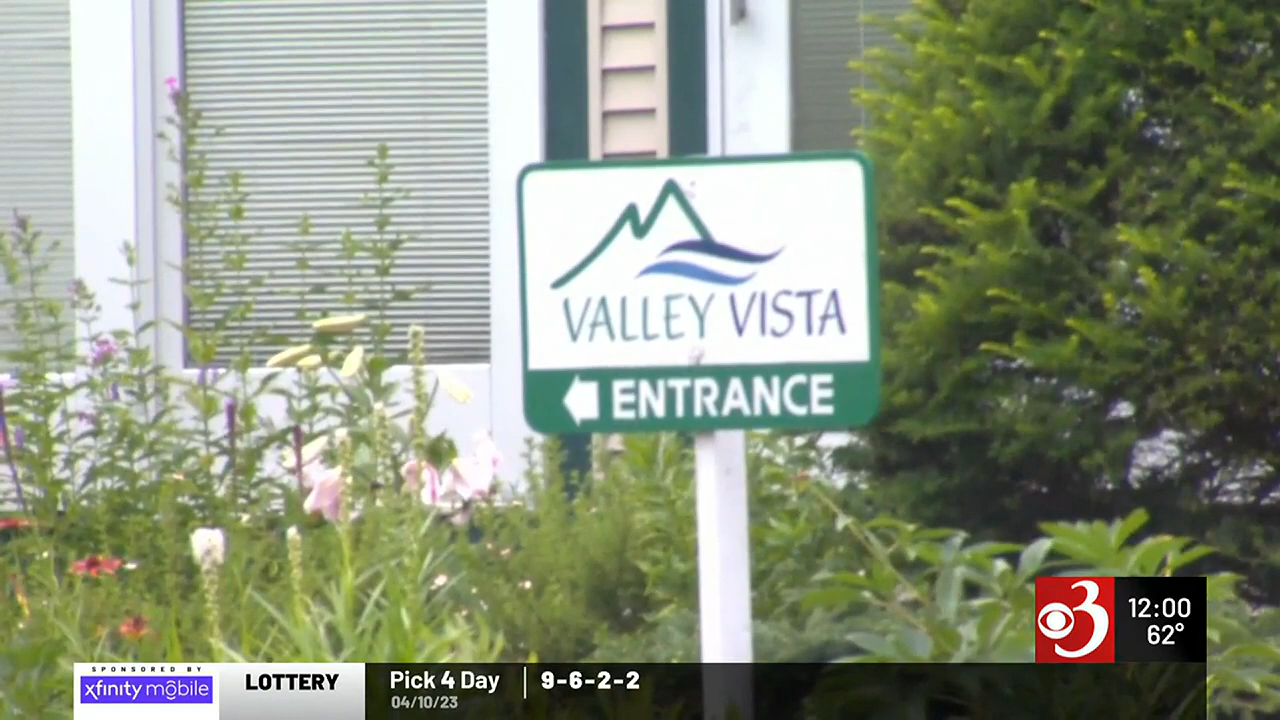 VALLEY VISTA
ENTRANCE
3
12:00
62°
SPONSORED BY
xfinity mobile
LOTTERY
Pick 4 Day
04/10/23
9-6-2-2